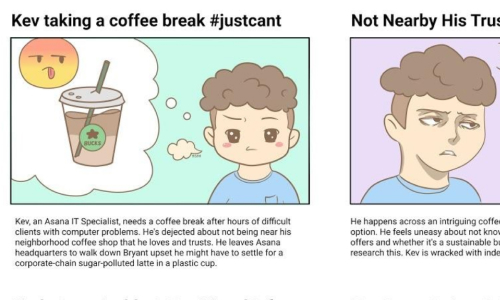 Kev taking a coffee break #justcant
Not Nearby His Trus
BUCKS
Kev, an Asana IT Specialist, needs a coffee break after hours of difficult
clients with computer problems. He's dejected about not being near his
neighborhood coffee shop that he loves and trusts. He leaves Asana
headquarters to walk down Bryant upset he might have to settle for a
corporate-chain sugar-polluted latte in a plastic cup.
He happens across an intriguing coffe
option. He feels uneasy about not know
offers and whether it's a sustainable bu
research this. Kev is wracked with inde